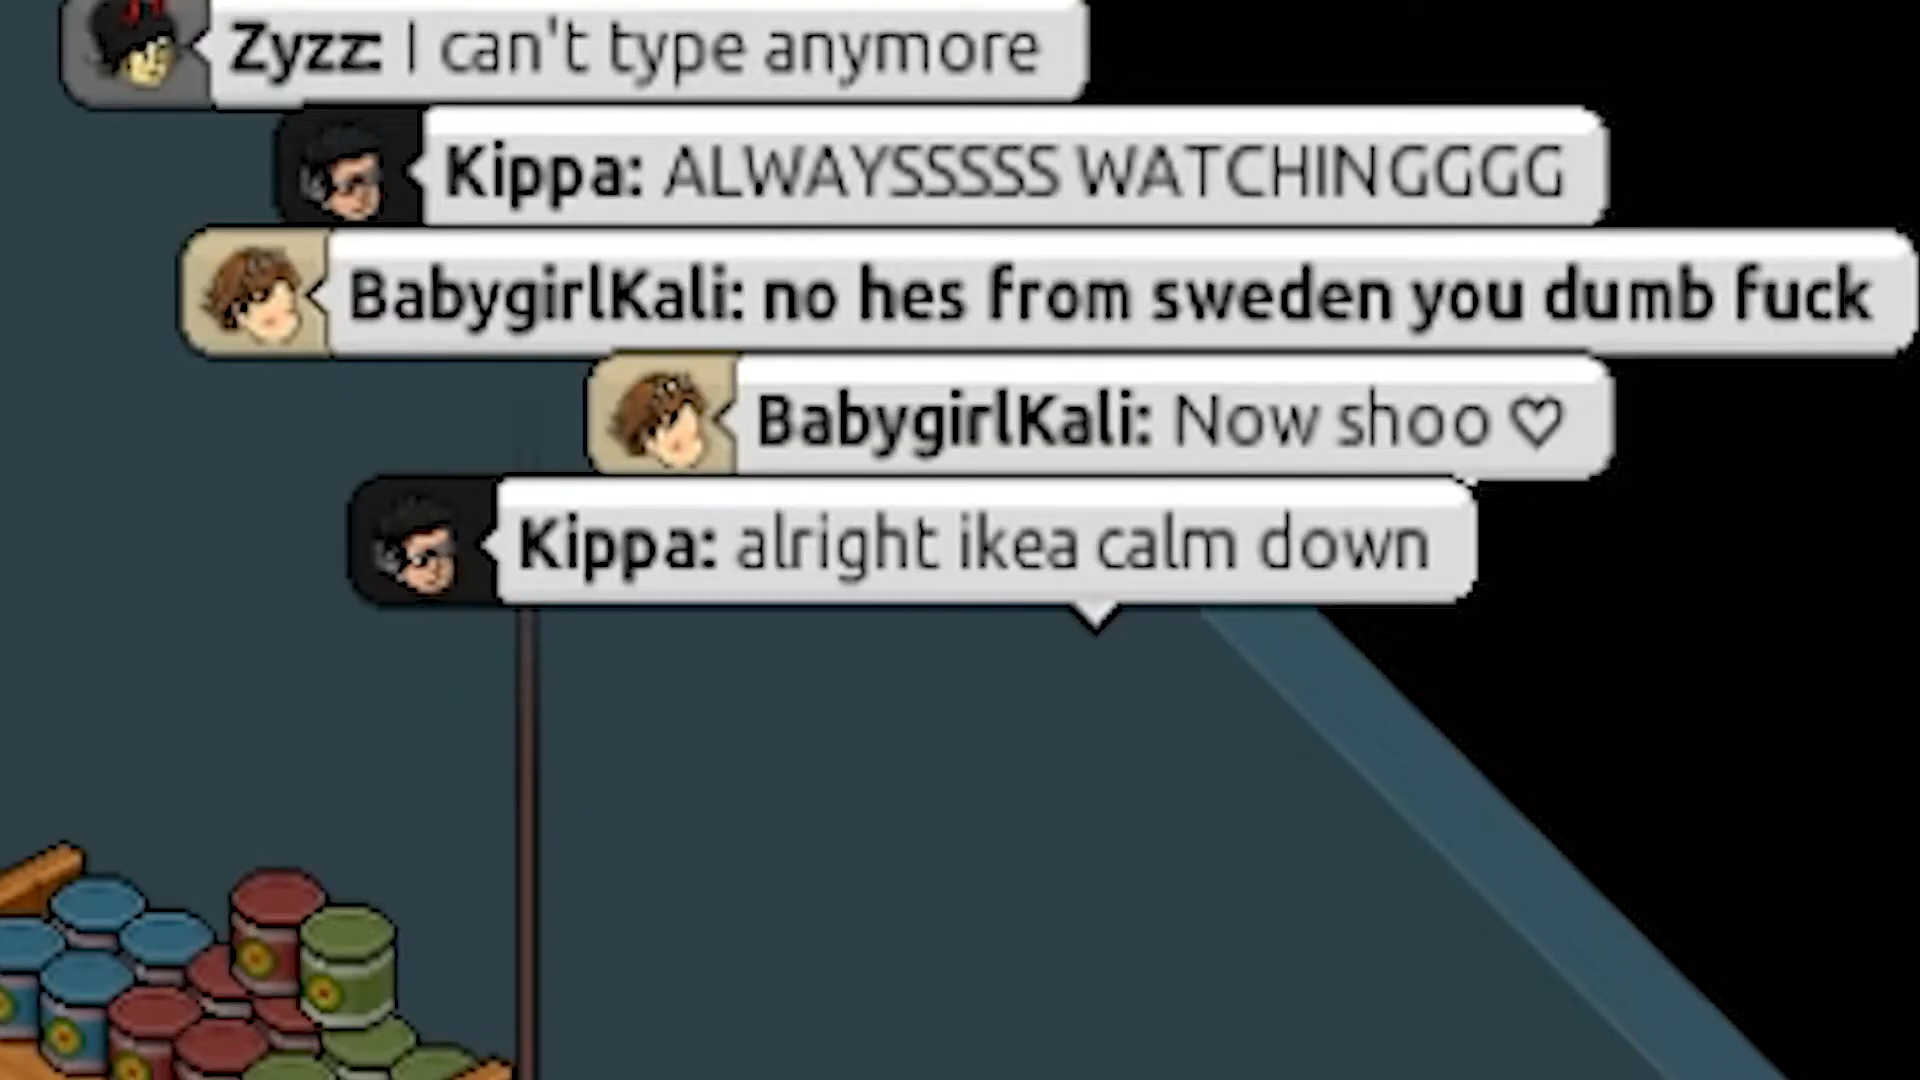 Zyzz: I can't type anymore
Kippa: ALWAYSSSSS WATCHINGGGG
BabygirlKali: no hes from sweden you dumb fuck
BabygirlKali: Now shoo ♡
Kippa: alright ikea calm down